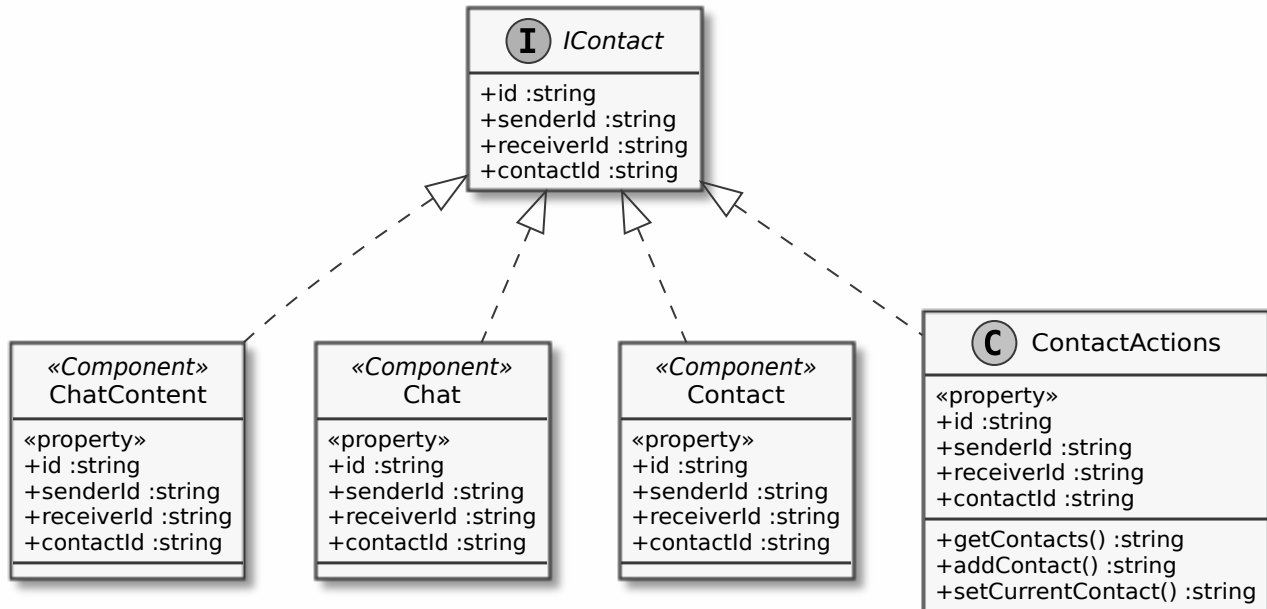 I IContact
+id :string
+senderId :string
+receiverId :string
+contactId :string
«Component»
ChatContent
«property»
+id :string
+senderId :string
+receiverId :string
+contactId :string
«Component»
Chat
«property»
+id :string
+senderId :string
+receiverId :string
+contactId :string
«Component»
Contact
«property»
+id :string
+senderId :string
+receiverId :string
+contactId :string
C ContactActions
«property»
+id :string
+senderId :string
+receiverId :string
+contactId :string
+getContacts() :string
+addContact() :string
+setCurrentContact() :string